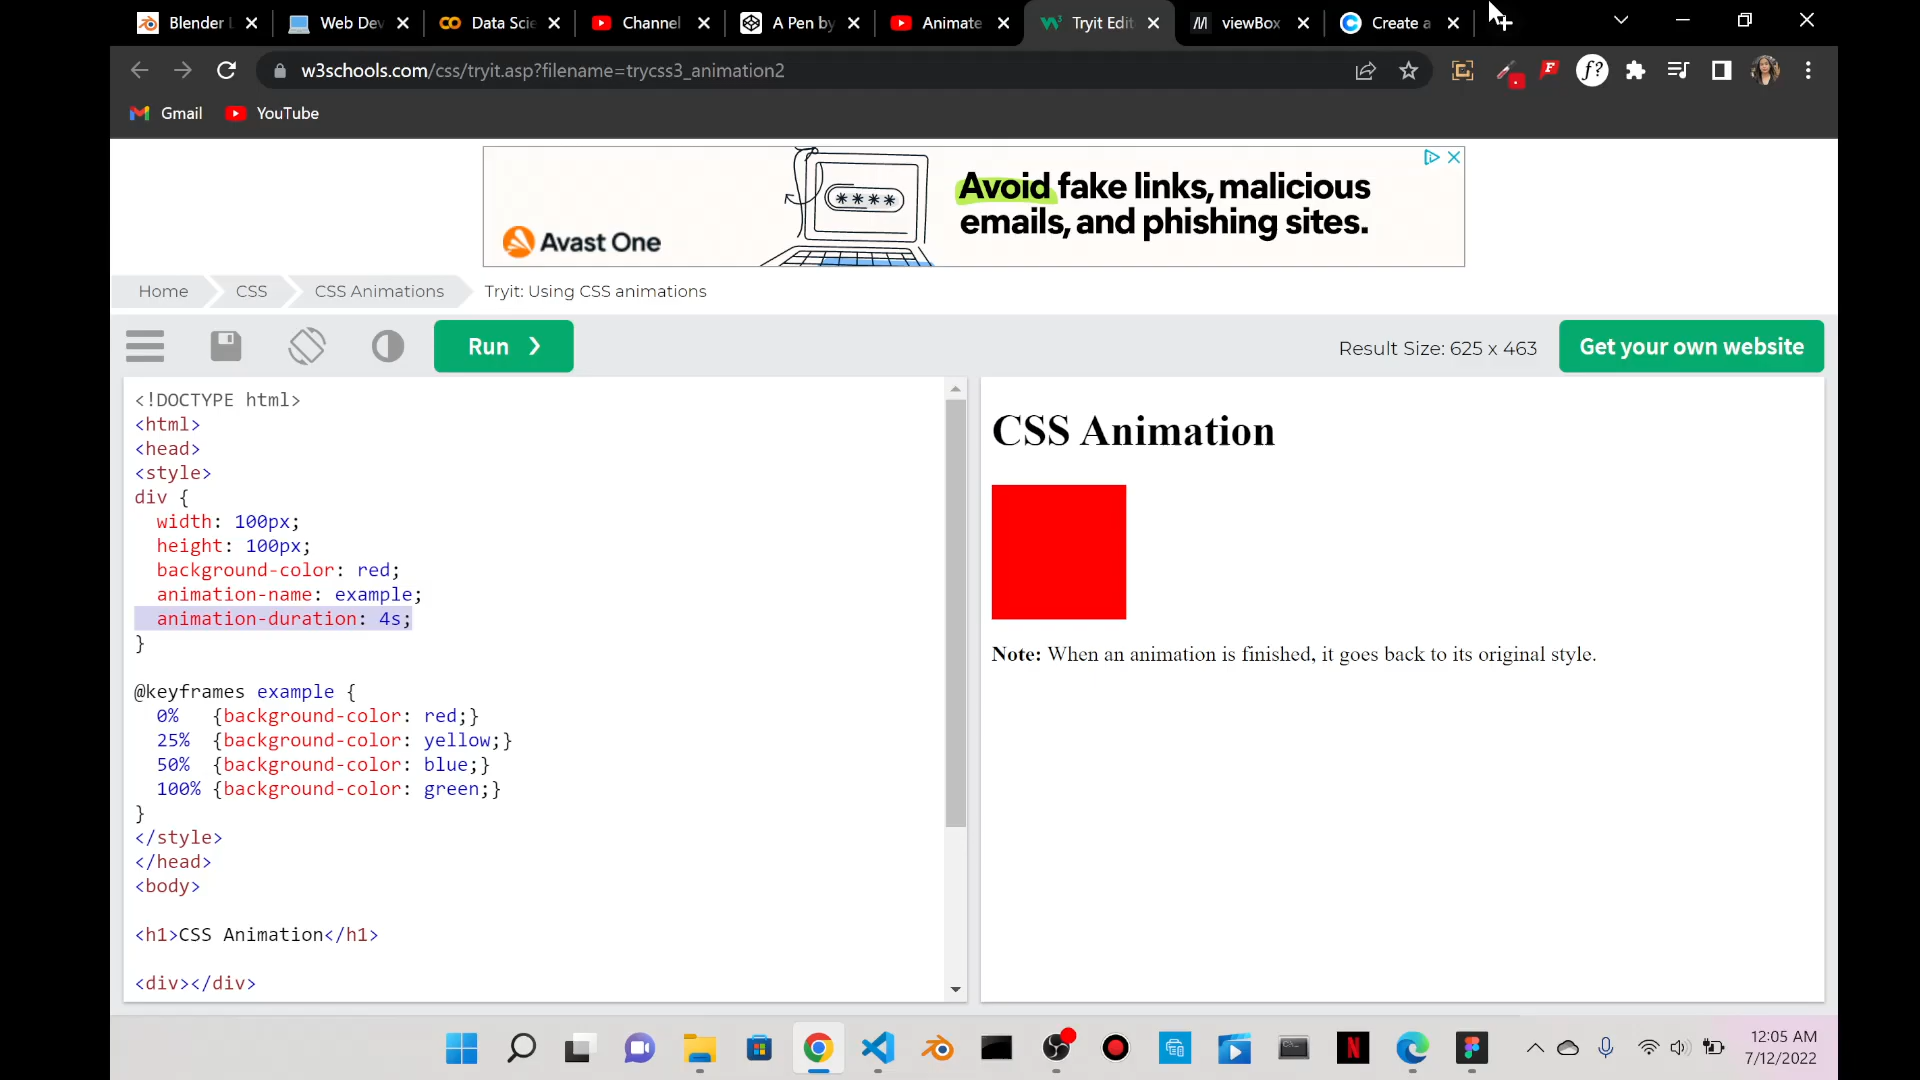 Blender
Web Dev
Data Scie
Channel
A Pen by
Animate
Tryit Edit
viewBox
Create a
w3schools.com/css/tryit.asp?filename=trycss3_animation2
Gmail
YouTube
Avoid fake links, malicious
emails, and phishing sites.
Avast One
Home
CSS
CSS Animations
Tryit: Using CSS animations
Run ❯
Result Size: 625 x 463
Get your own website
<!DOCTYPE html>
<html>
<head>
<style>
div {
  width: 100px;
  height: 100px;
  background-color: red;
  animation-name: example;
  animation-duration: 4s;
}
@keyframes example {
  0%   {background-color: red;}
  25%  {background-color: yellow;}
  50%  {background-color: blue;}
  100% {background-color: green;}
}
</style>
</head>
<body>
<h1>CSS Animation</h1>
<div></div>
CSS Animation
Note: When an animation is finished, it goes back to its original style.
12:05 AM
7/12/2022